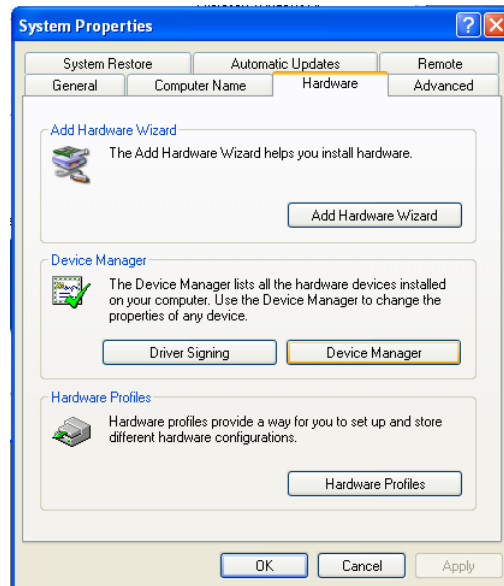 System Properties
System Restore Automatic Updates Remote
General Computer Name Hardware Advanced
Add Hardware Wizard
The Add Hardware Wizard helps you install hardware.
Add Hardware Wizard
Device Manager
The Device Manager lists all the hardware devices installed
on your computer. Use the Device Manager to change the
properties of any device.
Driver Signing Device Manager
Hardware Profiles
Hardware profiles provide a way for you to set up and store
different hardware configurations.
Hardware Profiles
OK Cancel Apply